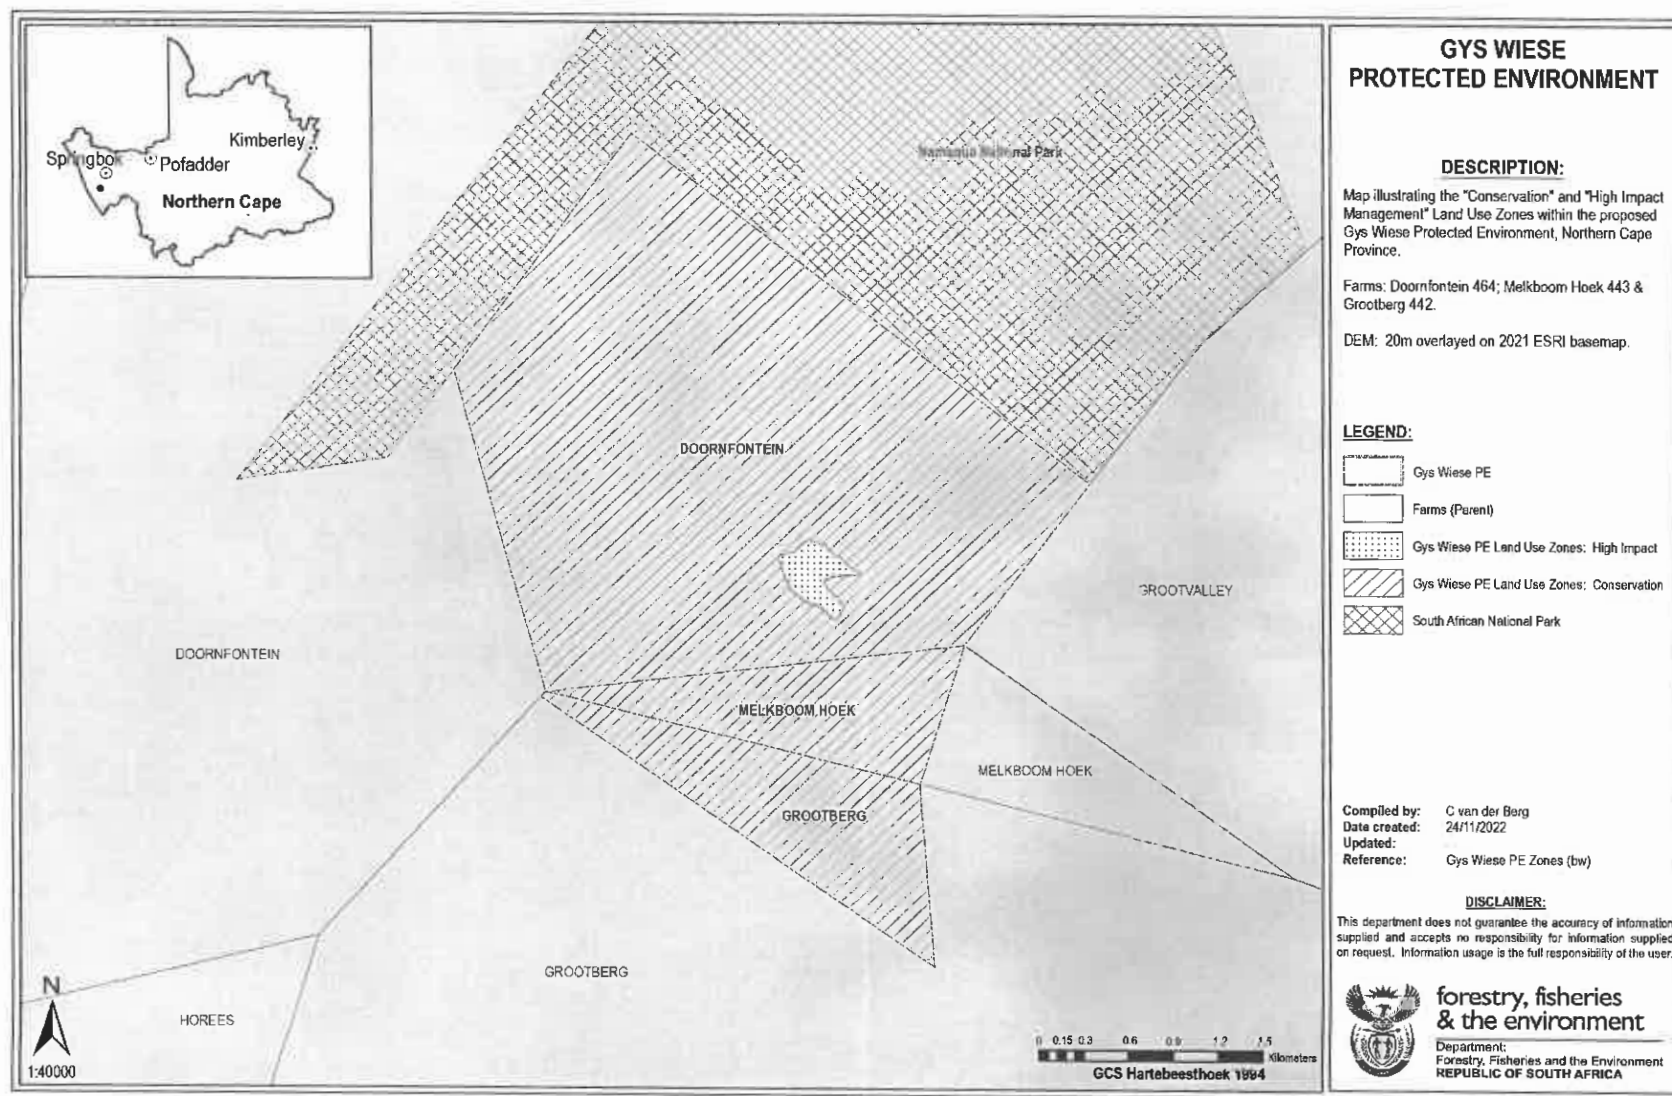 Springbok
Pofadder
Kimberley
Northern Cape
Namaqua National Park
DOORNFONTEIN
DOORNFONTEIN
GROOTVALLEY
MELKBOOM HOEK
MELKBOOM HOEK
GROOTBERG
GROOTBERG
HOREES
N
1:40000
0 0.15 0.3 0.6 0.9 1.2 1.5
Kilometers
GCS Hartebeesthoek 1994
GYS WIESE
PROTECTED ENVIRONMENT
DESCRIPTION:
Map illustrating the "Conservation" and "High Impact
Management" Land Use Zones within the proposed
Gys Wiese Protected Environment, Northern Cape
Province.
Farms: Doornfontein 464; Melkboom Hoek 443 &
Grootberg 442.
DEM: 20m overlayed on 2021 ESRI basemap.
LEGEND:
Gys Wiese PE
Farms (Parent)
Gys Wiese PE Land Use Zones: High Impact
Gys Wiese PE Land Use Zones: Conservation
South African National Park
Compiled by: C van der Berg
Date created: 24/11/2022
Updated:
Reference: Gys Wiese PE Zones (bw)
DISCLAIMER:
This department does not guarantee the accuracy of information
supplied and accepts no responsibility for information supplied
on request. Information usage is the full responsibility of the user.
forestry, fisheries
& the environment
Department:
Forestry, Fisheries and the Environment
REPUBLIC OF SOUTH AFRICA